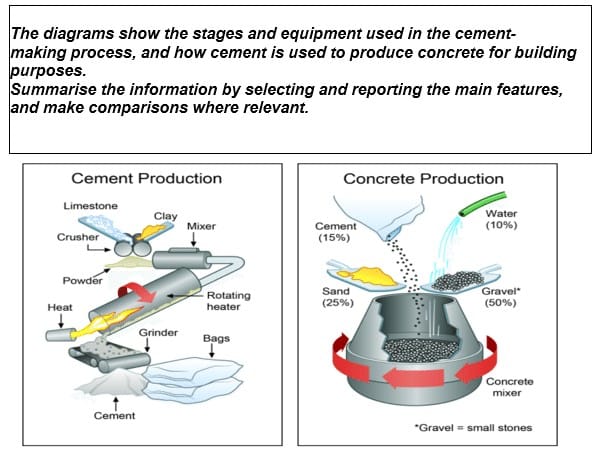 The diagrams show the stages and equipment used in the cement-
making process, and how cement is used to produce concrete for building
purposes.
Summarise the information by selecting and reporting the main features,
and make comparisons where relevant.
Cement Production
Limestone
Clay
Mixer
Crusher
Powder
Rotating
heater
Heat
Grinder
Bags
Cement
Concrete Production
Cement
(15%)
Water
(10%)
Sand
(25%)
Gravel*
(50%)
Concrete
mixer
*Gravel = small stones